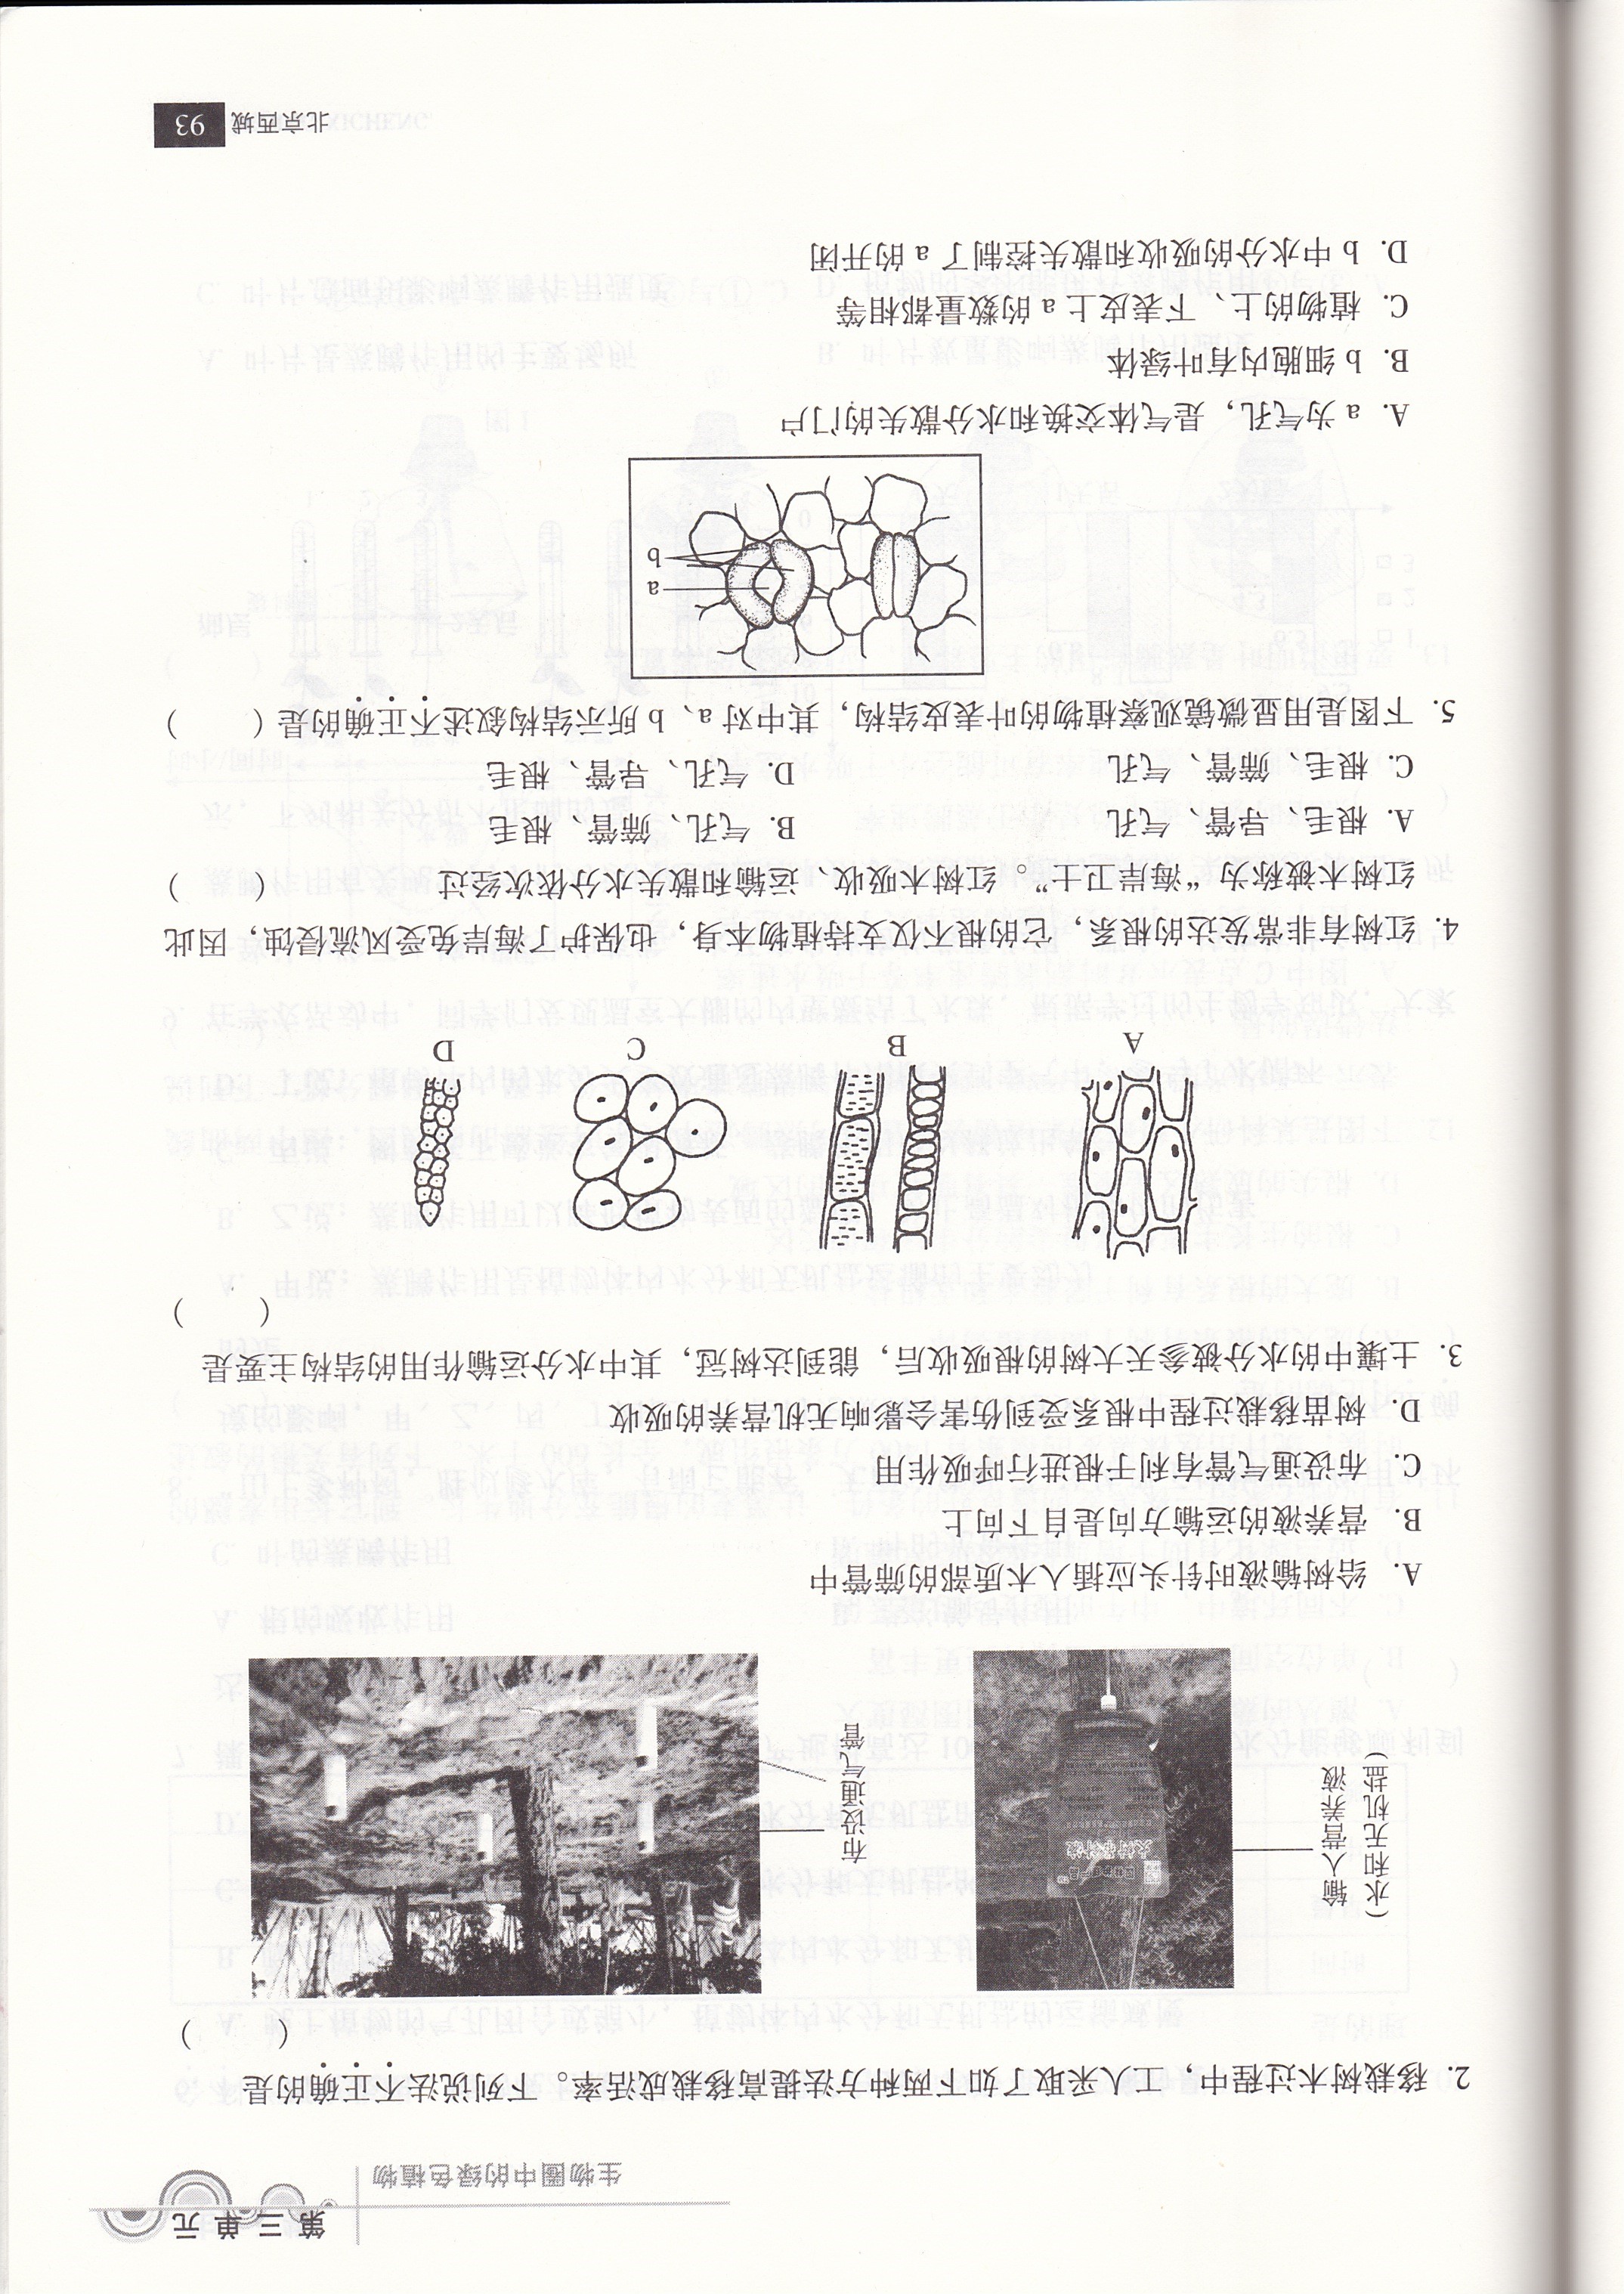 第三单元
生物圈中的绿色植物
2. 移栽树木过程中，工人采取了如下两种方法提高移栽成活率。下列说法不正确的是
（　　）
输入营养液
（水和无机盐）
大树营养液
布设通气管
A. 给树输液时针头应插入木质部的筛管中
B. 营养液的运输方向是自下向上
C. 布设通气管有利于根进行呼吸作用
D. 树苗移栽过程中根系受到伤害会影响无机营养的吸收
3. 土壤中的水分被参天大树的根吸收后，能到达树冠，其中水分运输作用的结构主要是
（　　）
A B C D
4. 红树有非常发达的根系，它的根不仅支持植物本身，也保护了海岸免受风流侵蚀，因此
红树木被称为“海岸卫士”。红树木吸收、运输和散失水分依次经过（　　）
A. 根毛、导管、气孔 B. 气孔、筛管、根毛
C. 根毛、筛管、气孔 D. 气孔、导管、根毛
5. 下图是用显微镜观察植物的叶表皮结构，其中对 a、b 所示结构叙述不正确的是（　　）
a
b
A. a 为气孔，是气体交换和水分散失的门户
B. b 细胞内有叶绿体
C. 植物的上、下表皮上 a 的数量都相等
D. b 中水分的吸收和散失控制了 a 的开闭
北京西城 93